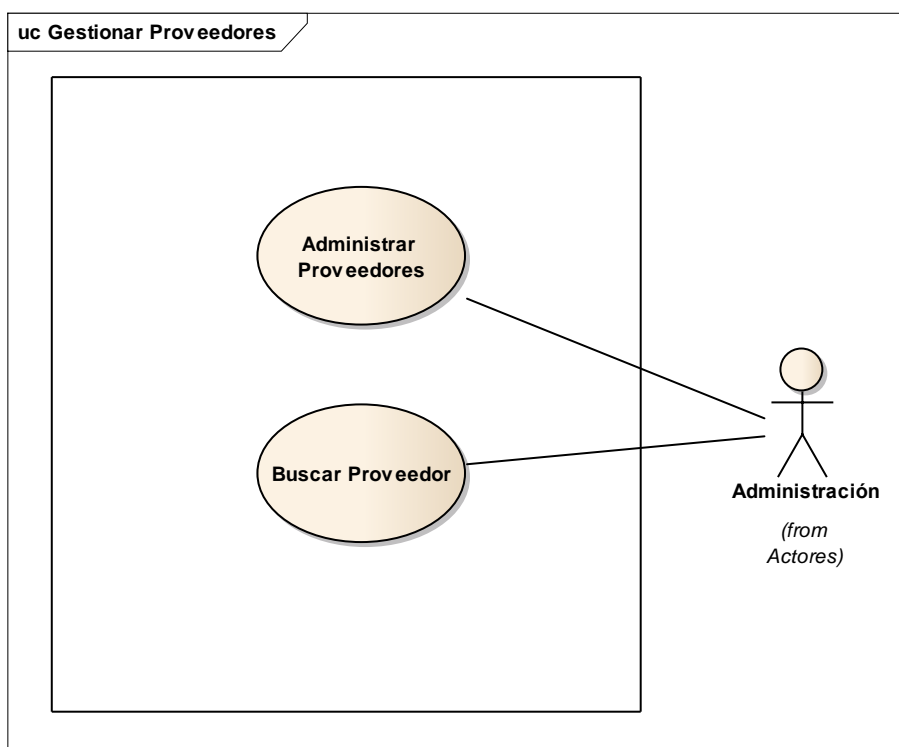 uc Gestionar Proveedores
Administrar
Proveedores
Buscar Proveedor
Administración
(from
Actores)